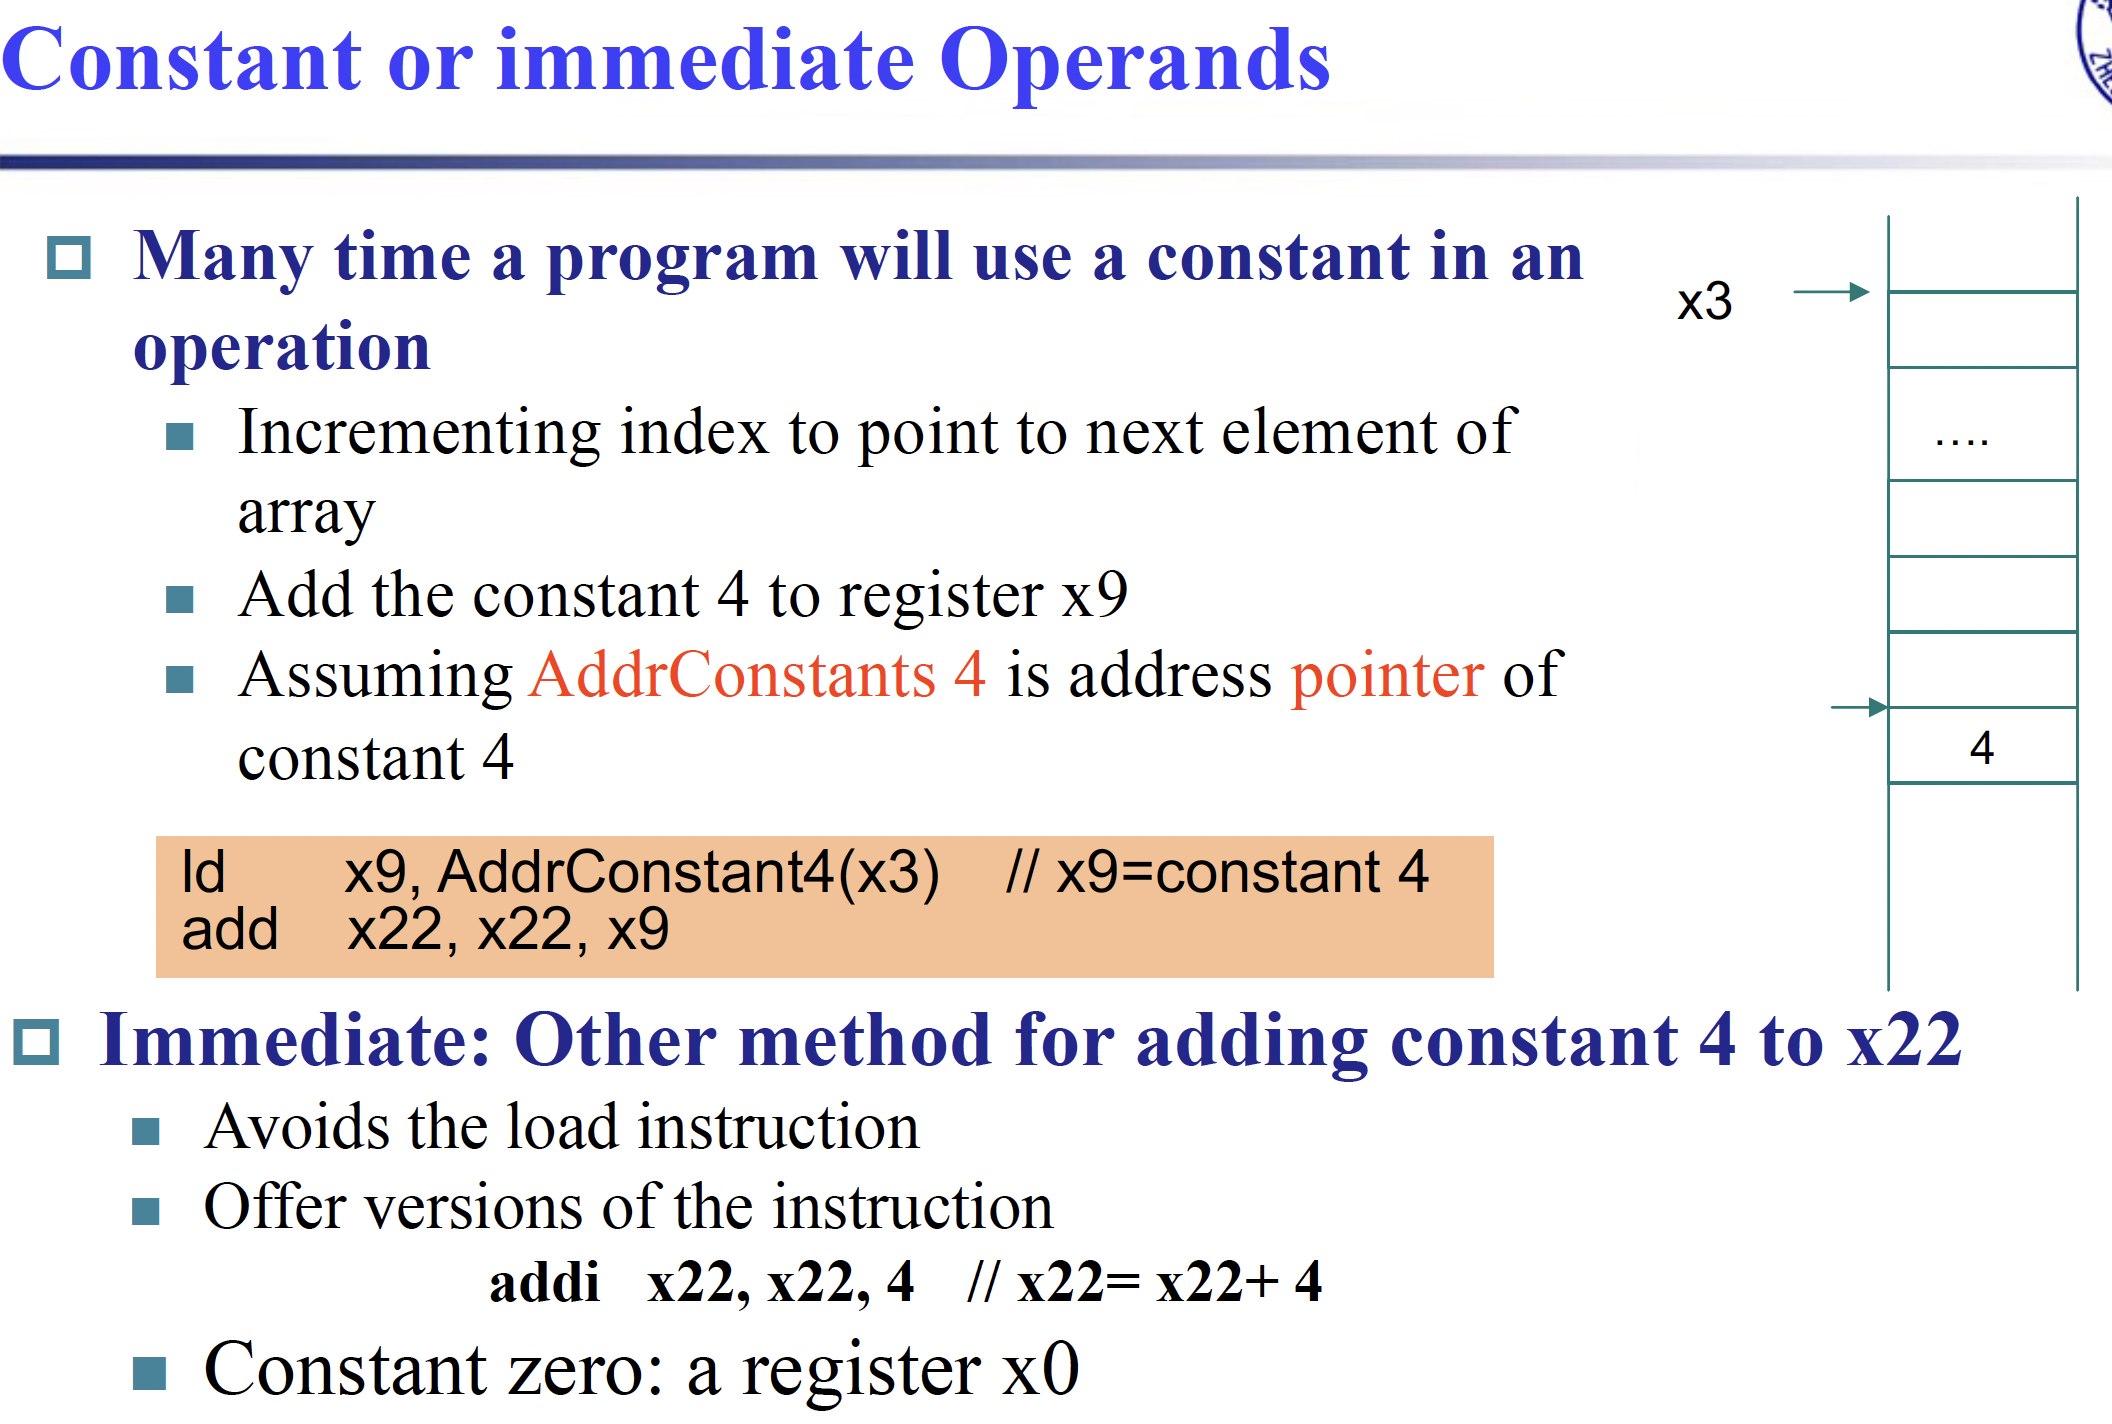 Constant or immediate Operands
Many time a program will use a constant in an
operation
Incrementing index to point to next element of
array
Add the constant 4 to register x9
Assuming AddrConstants 4 is address pointer of
constant 4
ld x9, AddrConstant4(x3) // x9=constant 4
add x22, x22, x9
x3
....
4
Immediate: Other method for adding constant 4 to x22
Avoids the load instruction
Offer versions of the instruction
addi x22, x22, 4 // x22= x22+ 4
Constant zero: a register x0